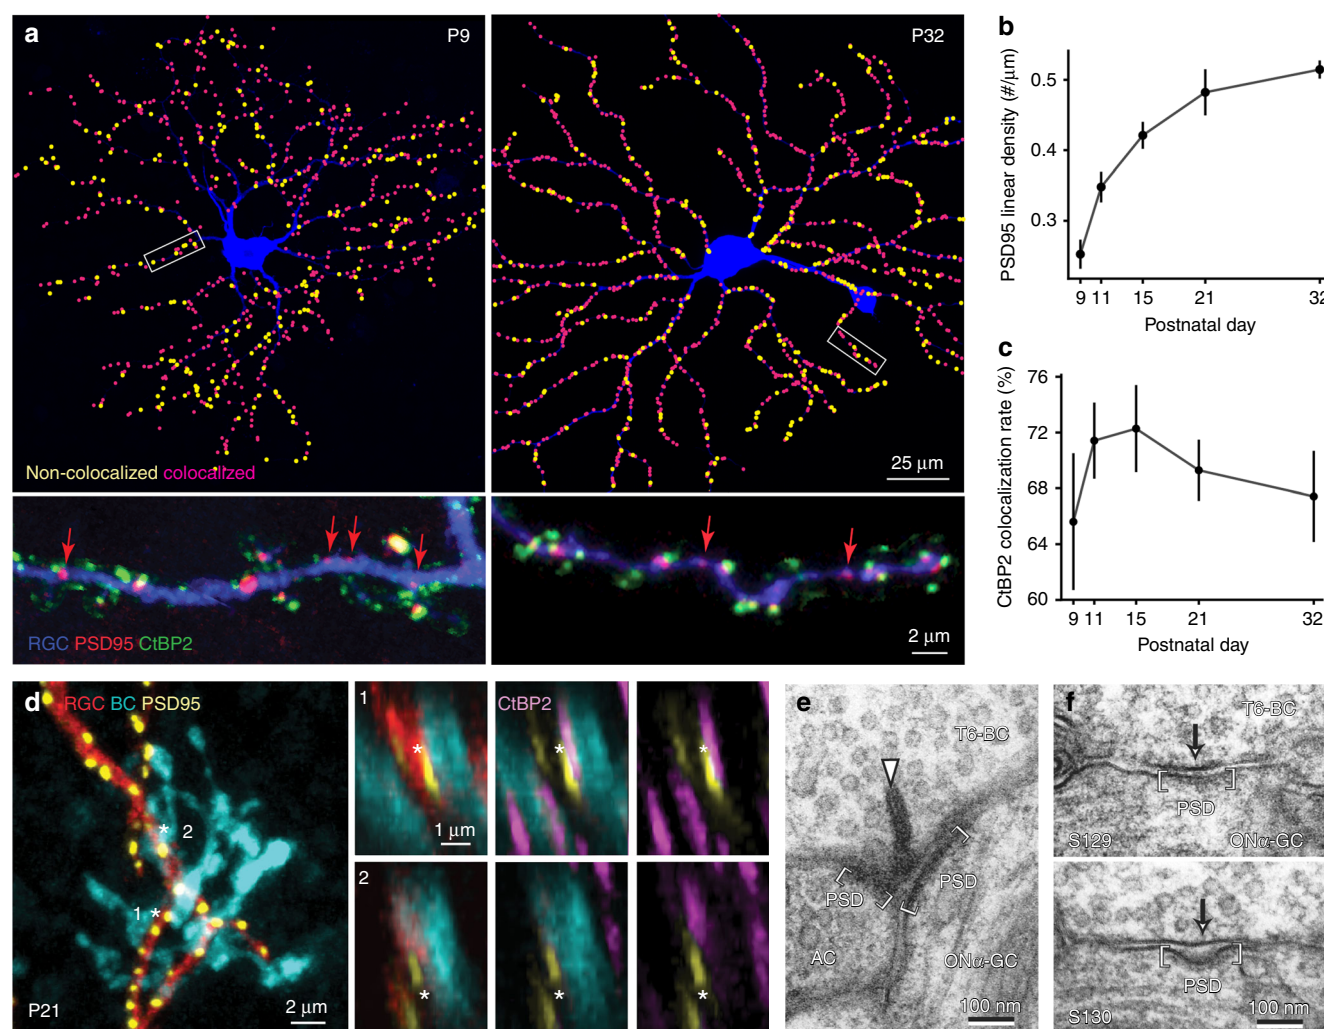 a
P9
P32
Non-colocalized colocalized
25 μm
RGC PSD95 CtBP2
2 μm
b
PSD95 linear density (#/μm)
0.5
0.4
0.3
9 11 15 21 32
Postnatal day
c
CtBP2 colocalization rate (%)
76
72
68
64
60
9 11 15 21 32
Postnatal day
d
RGC BC PSD95
* 2
1 *
P21
2 μm
1
*
1 μm
CtBP2
*
*
2
*
*
*
e
T6-BC
PSD
PSD
AC
ONα-GC
100 nm
f
T6-BC
[ ]
PSD
S129
ONα-GC
[ ]
PSD
S130
100 nm